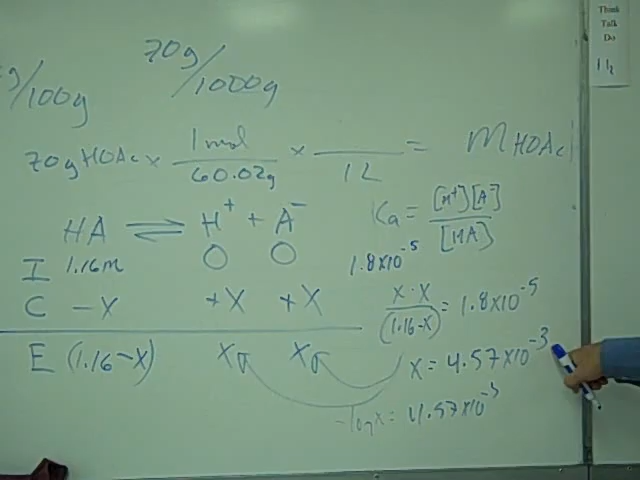 Think
Talk
Do
g/100g
70g/1000g
70g HOAc × 1 mol/60.02g × /1L = M HOAc
HA ⇌ H⁺ + A⁻
Ka = [H⁺][A⁻]/[HA]
I 1.16m O O
1.8×10⁻⁵
C -X +X +X
X·X/(1.16-X) = 1.8×10⁻⁵
E (1.16-X) X X
X = 4.57×10⁻³
-log X = 4.57×10⁻³